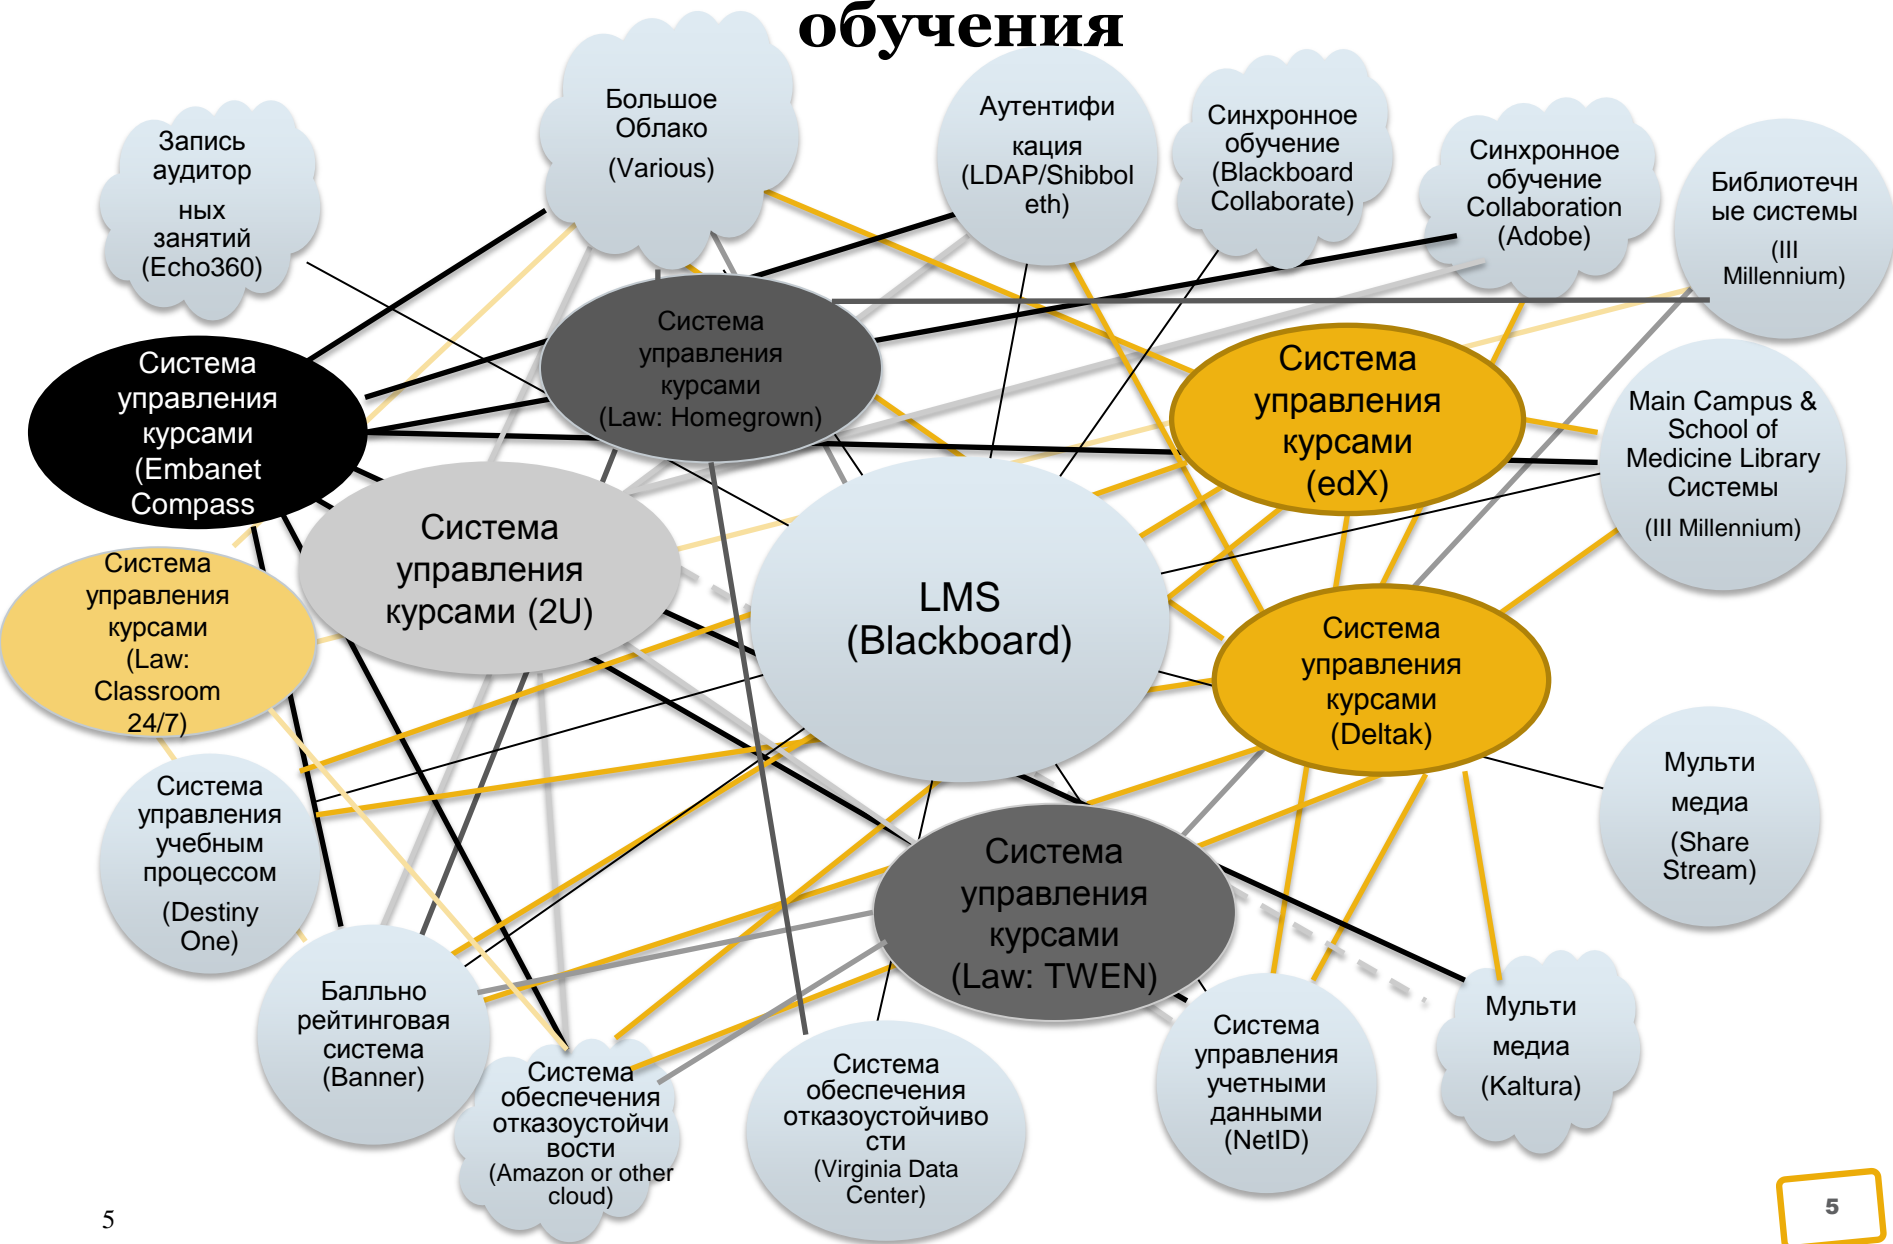 обучения
Запись
аудитор
ных
занятий
(Echo360)
Большое
Облако
(Various)
Аутентифи
кация
(LDAP/Shibbol
eth)
Синхронное
обучение
(Blackboard
Collaborate)
Синхронное
обучение
Collaboration
(Adobe)
Библиотечн
ые системы
(III
Millennium)
Система
управления
курсами
(Embanet
Compass
Система
управления
курсами
(Law: Homegrown)
Система
управления
курсами
(edX)
Main Campus &
School of
Medicine Library
Системы
(III Millennium)
Система
управления
курсами (2U)
LMS
(Blackboard)
Система
управления
курсами
(Law:
Classroom
24/7)
Система
управления
курсами
(Deltak)
Система
управления
учебным
процессом
(Destiny
One)
Мульти
медиа
(Share
Stream)
Система
управления
курсами
(Law: TWEN)
Балльно
рейтинговая
система
(Banner)
Система
обеспечения
отказоустойчи
вости
(Amazon or other
cloud)
Система
обеспечения
отказоустойчиво
сти
(Virginia Data
Center)
Система
управления
учетными
данными
(NetID)
Мульти
медиа
(Kaltura)
5
5